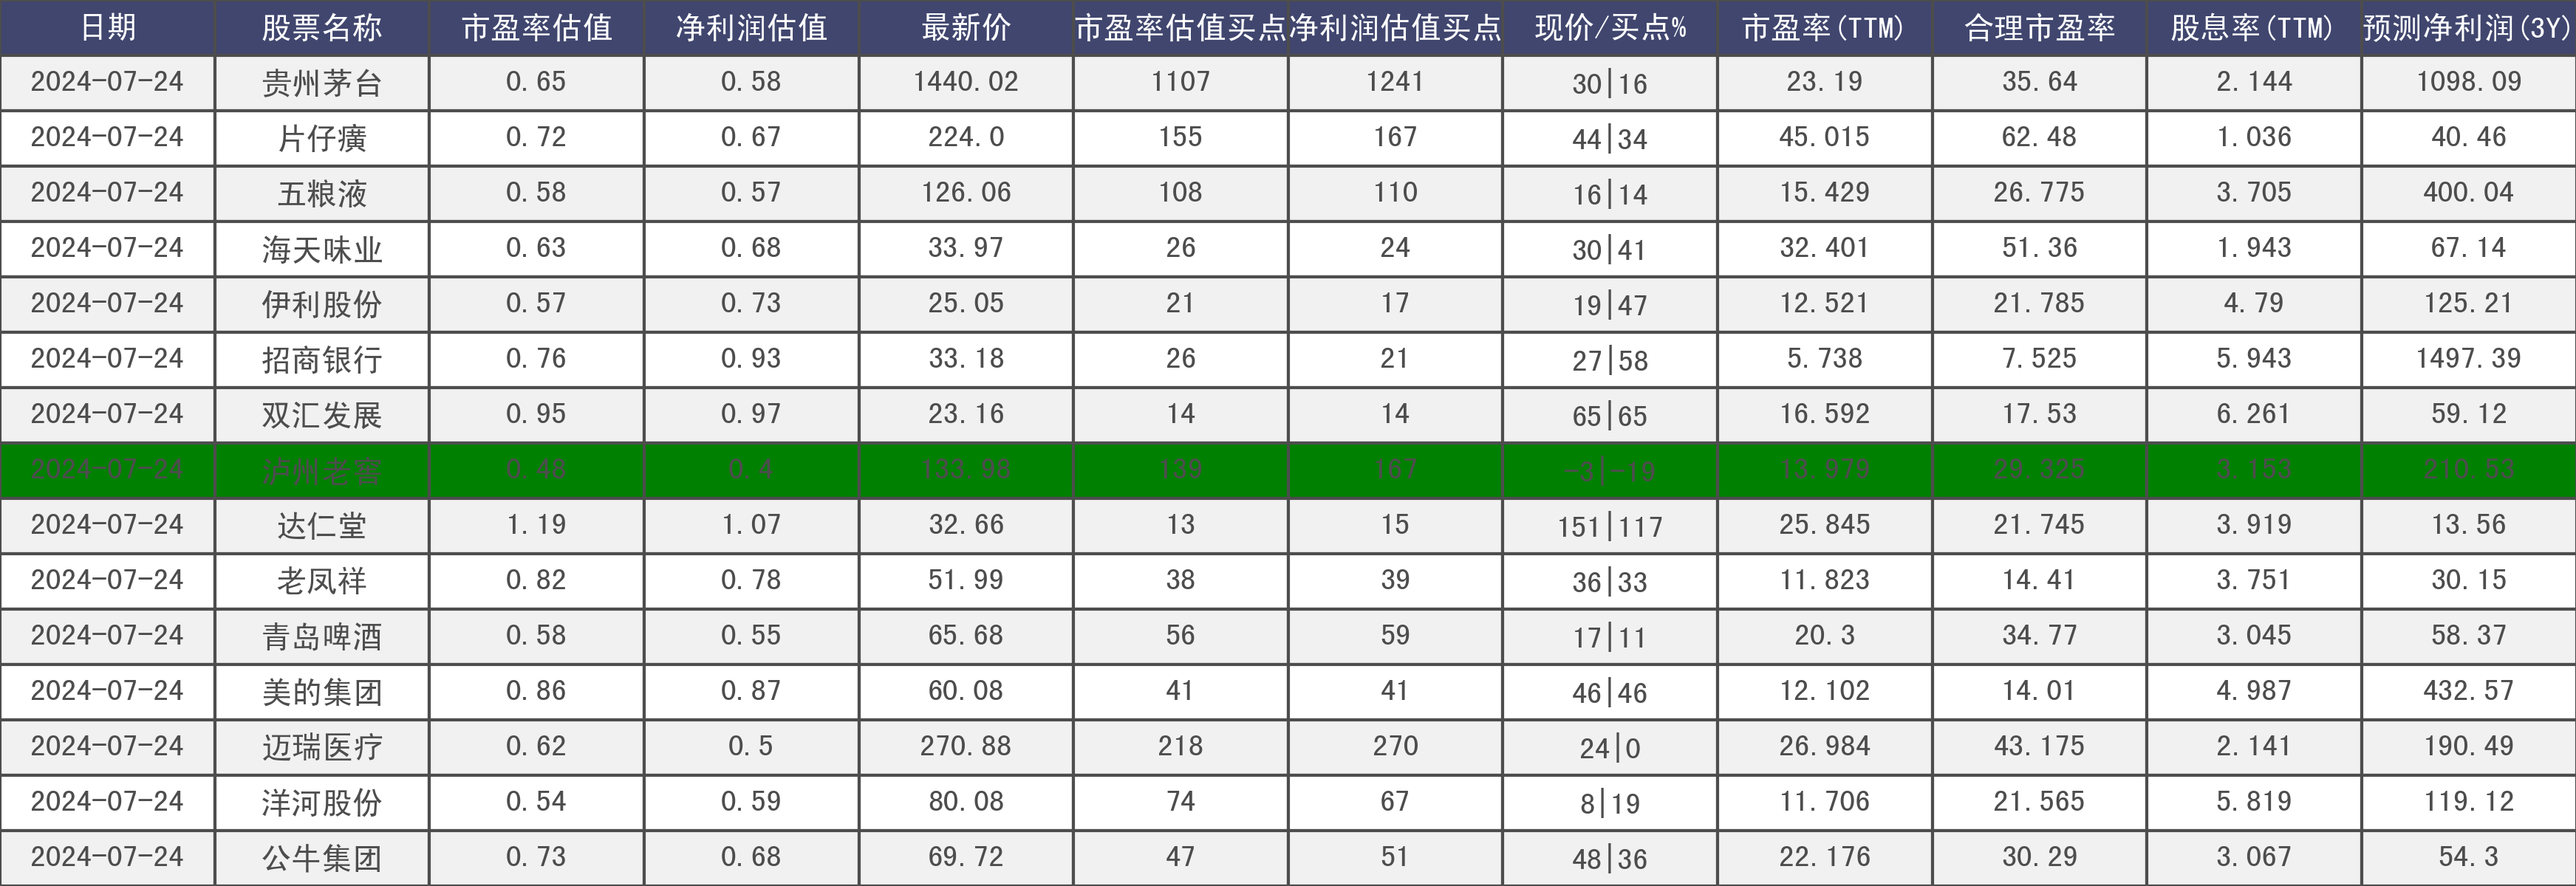 日期 股票名称 市盈率估值 净利润估值 最新价 市盈率估值买点 净利润估值买点 现价/买点% 市盈率(TTM) 合理市盈率 股息率(TTM) 预测净利润(3Y)
2024-07-24 贵州茅台 0.65 0.58 1440.02 1107 1241 30|16 23.19 35.64 2.144 1098.09
2024-07-24 片仔癀 0.72 0.67 224.0 155 167 44|34 45.015 62.48 1.036 40.46
2024-07-24 五粮液 0.58 0.57 126.06 108 110 16|14 15.429 26.775 3.705 400.04
2024-07-24 海天味业 0.63 0.68 33.97 26 24 30|41 32.401 51.36 1.943 67.14
2024-07-24 伊利股份 0.57 0.73 25.05 21 17 19|47 12.521 21.785 4.79 125.21
2024-07-24 招商银行 0.76 0.93 33.18 26 21 27|58 5.738 7.525 5.943 1497.39
2024-07-24 双汇发展 0.95 0.97 23.16 14 14 65|65 16.592 17.53 6.261 59.12
2024-07-24 泸州老窖 0.48 0.4 133.98 139 167 -3|-10 13.979 29.325 3.153 210.53
2024-07-24 达仁堂 1.19 1.07 32.66 13 15 151|117 25.845 21.745 3.919 13.56
2024-07-24 老凤祥 0.82 0.78 51.99 38 39 36|33 11.823 14.41 3.751 30.15
2024-07-24 青岛啤酒 0.58 0.55 65.68 56 59 17|11 20.3 34.77 3.045 58.37
2024-07-24 美的集团 0.86 0.87 60.08 41 41 46|46 12.102 14.01 4.987 432.57
2024-07-24 迈瑞医疗 0.62 0.5 270.88 218 270 24|0 26.984 43.175 2.141 190.49
2024-07-24 洋河股份 0.54 0.59 80.08 74 67 8|19 11.706 21.565 5.819 119.12
2024-07-24 公牛集团 0.73 0.68 69.72 47 51 48|36 22.176 30.29 3.067 54.3